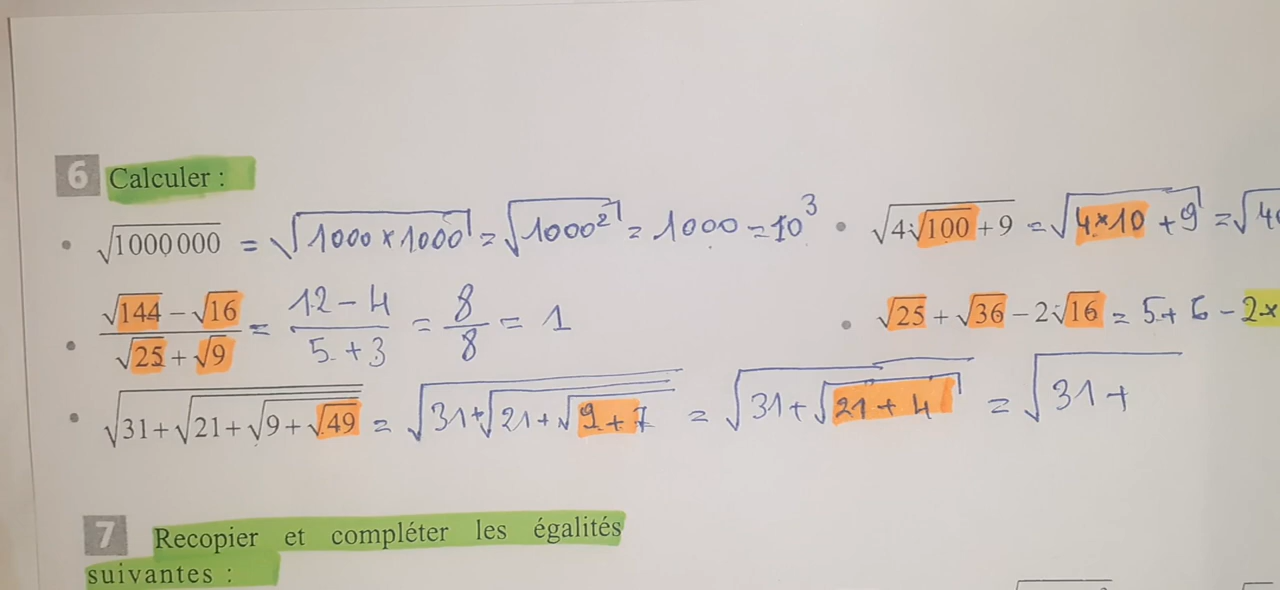 6 Calculer :
• √1000000 = √(1000×1000) = √(1000²) = 1000 = 10³ • √(4√100 + 9) = √(4×10 + 9) = √4
• (√144 − √16)/(√25 + √9) = (12 − 4)/(5 + 3) = 8/8 = 1 • √25 + √36 − 2√16 = 5 + 6 − 2×
• √(31+√(21+√(9+√49))) = √(31+√(21+√(9+7))) = √(31+√(21+4)) = √(31+
7 Recopier et compléter les égalités
suivantes :